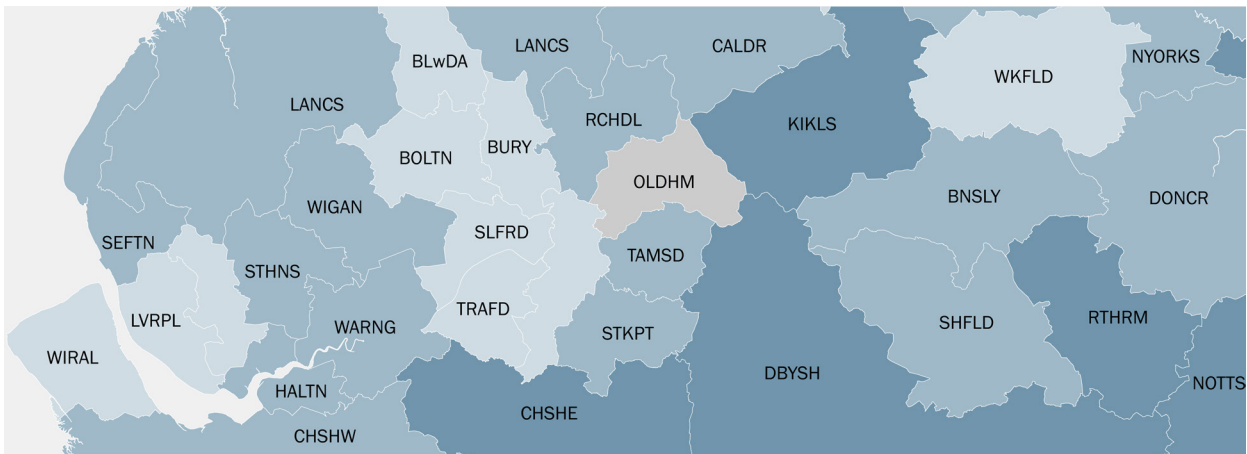 LANCS
CALDR
BLwDA
NYORKS
WKFLD
LANCS
RCHDL
KIKLS
BURY
BOLTN
OLDHM
BNSLY
DONCR
WIGAN
SLFRD
SEFTN
TAMSD
STHNS
TRAFD
LVRPL
WARNG
RTHRM
SHFLD
STKPT
WIRAL
DBYSH
NOTTS
HALTN
CHSHE
CHSHW